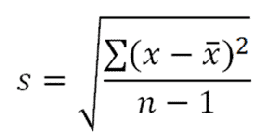 s = √(∑(x − x̄)² / (n − 1))